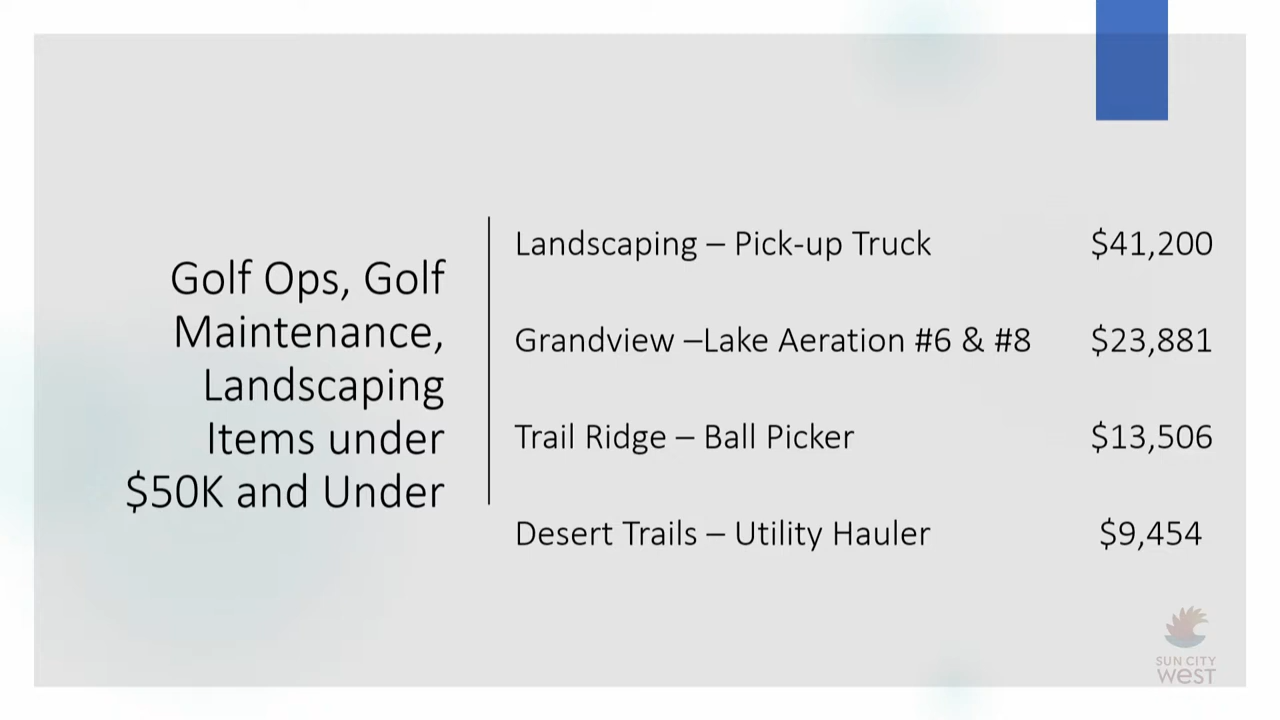 Golf Ops, Golf
Maintenance,
Landscaping
Items under
$50K and Under
Landscaping – Pick-up Truck $41,200
Grandview –Lake Aeration #6 & #8 $23,881
Trail Ridge – Ball Picker $13,506
Desert Trails – Utility Hauler $9,454
SUN CITY
west